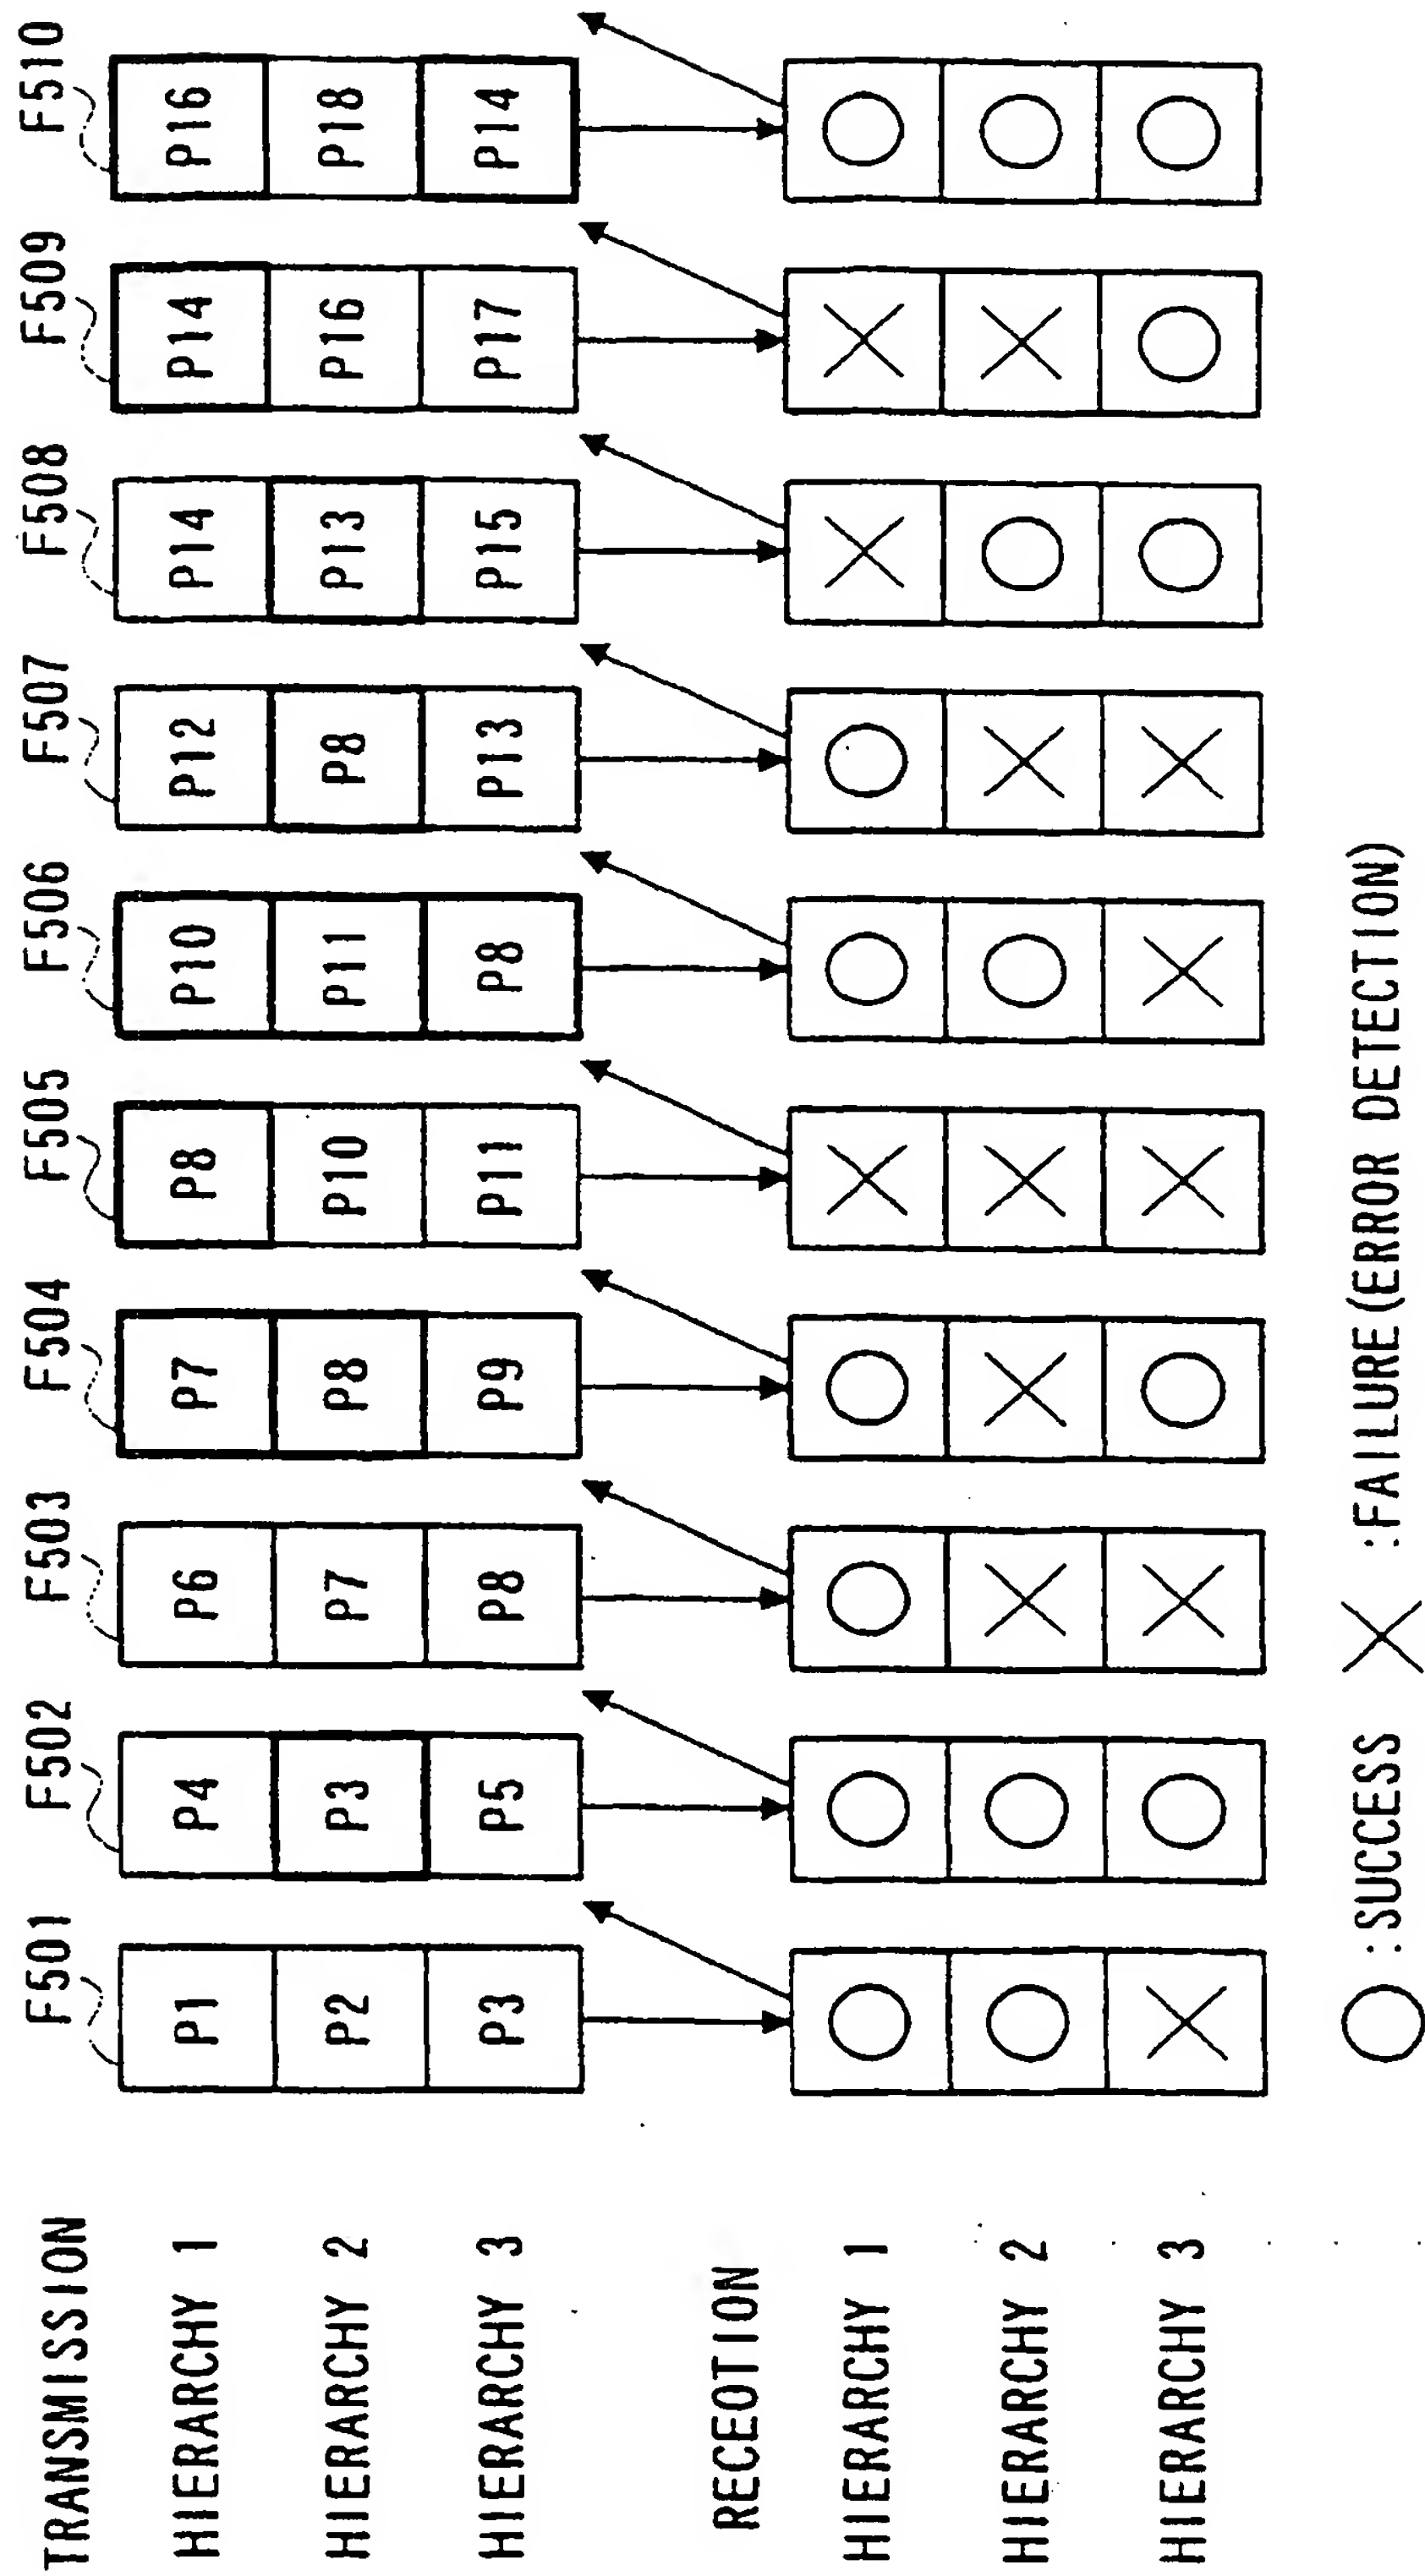 F501 F502 F503 F504 F505 F506 F507 F508 F509 F510
TRANSMISSION
HIERARCHY 1 P1 P4 P6 P7 P8 P10 P12 P14 P14 P16
HIERARCHY 2 P2 P3 P7 P8 P10 P11 P8 P13 P16 P18
HIERARCHY 3 P3 P5 P8 P9 P11 P8 P13 P15 P17 P14
RECEOTION
HIERARCHY 1
HIERARCHY 2
HIERARCHY 3
:SUCCESS :FAILURE(ERROR DETECTION)